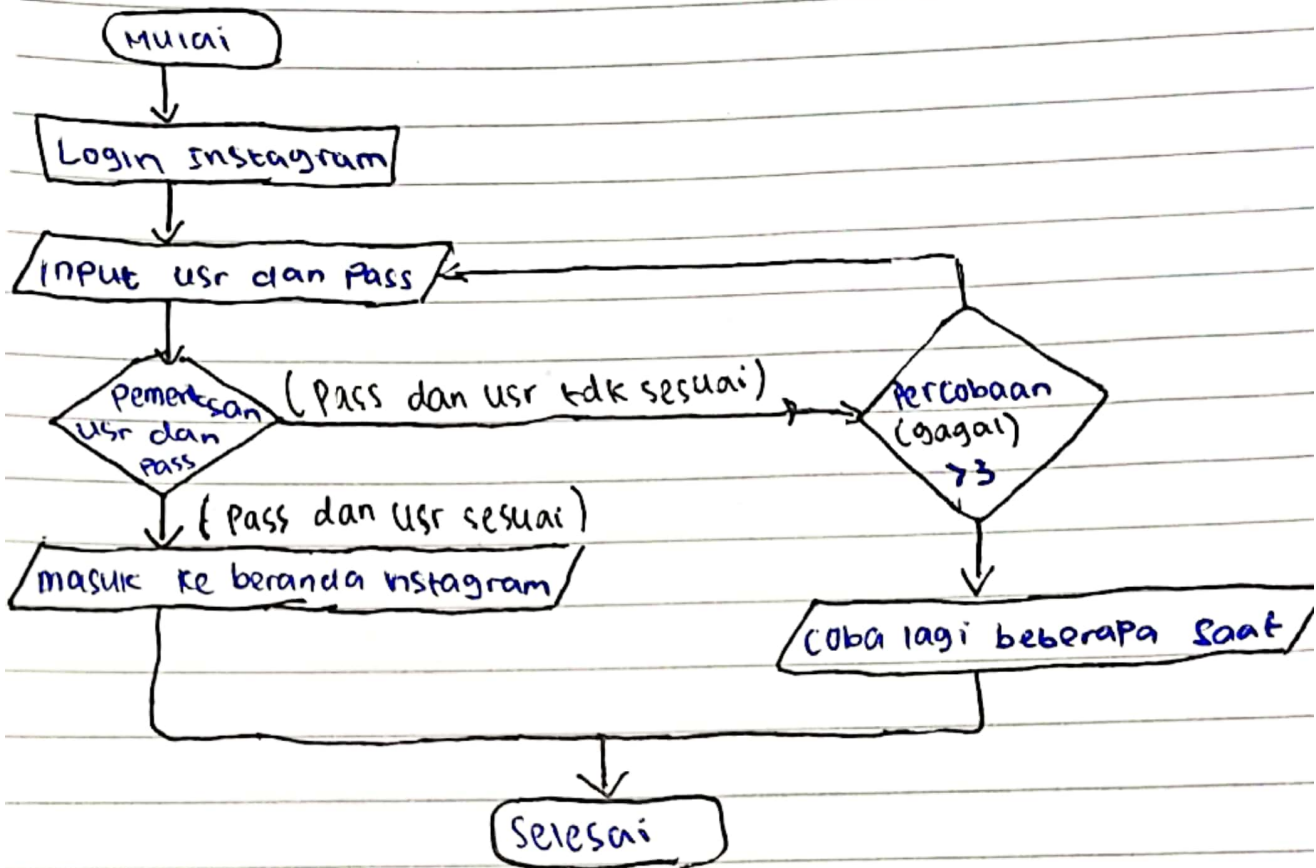 Mulai
Login Instagram
Input usr dan Pass
Pemeriksan
usr dan
pass
(Pass dan usr tdk sesuai)
Percobaan
(gagal)
>3
(Pass dan usr sesuai)
masuk ke beranda instagram
Coba lagi beberapa saat
Selesai